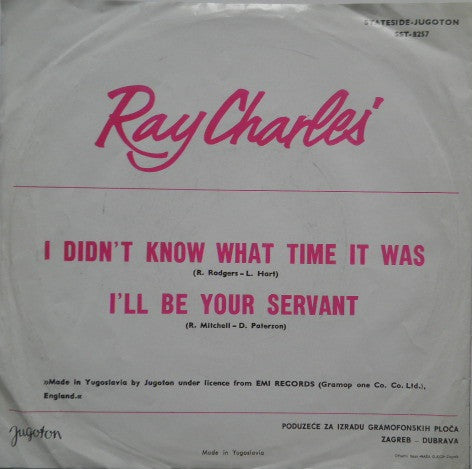 STATESIDE-JUGOTON
SST-8257
Ray Charles
I DIDN'T KNOW WHAT TIME IT WAS
(R. Rodgers – L. Hart)
I'LL BE YOUR SERVANT
(R. Mitchell – D. Paterson)
»Made in Yugoslavia by Jugoton under licence from EMI RECORDS (Gramop one Co. Co. Ltd.),
England.«
Jugoton
PODUZEĆE ZA IZRADU GRAMOFONSKIH PLOČA
ZAGREB – DUBRAVA
Made in Yugoslavia